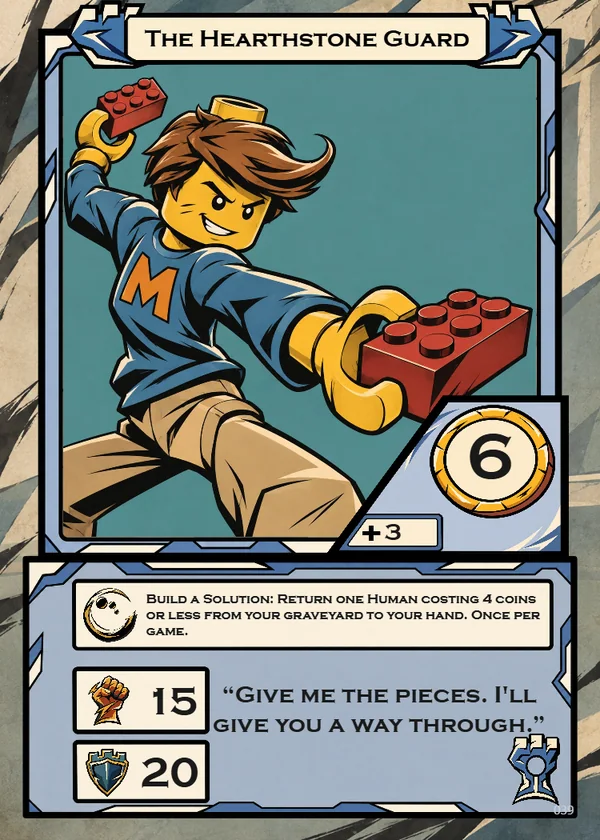 THE HEARTHSTONE GUARD
M
6
+3
BUILD A SOLUTION: RETURN ONE HUMAN COSTING 4 COINS
OR LESS FROM YOUR GRAVEYARD TO YOUR HAND. ONCE PER
GAME.
15
“GIVE ME THE PIECES. I'LL
GIVE YOU A WAY THROUGH.”
20
039